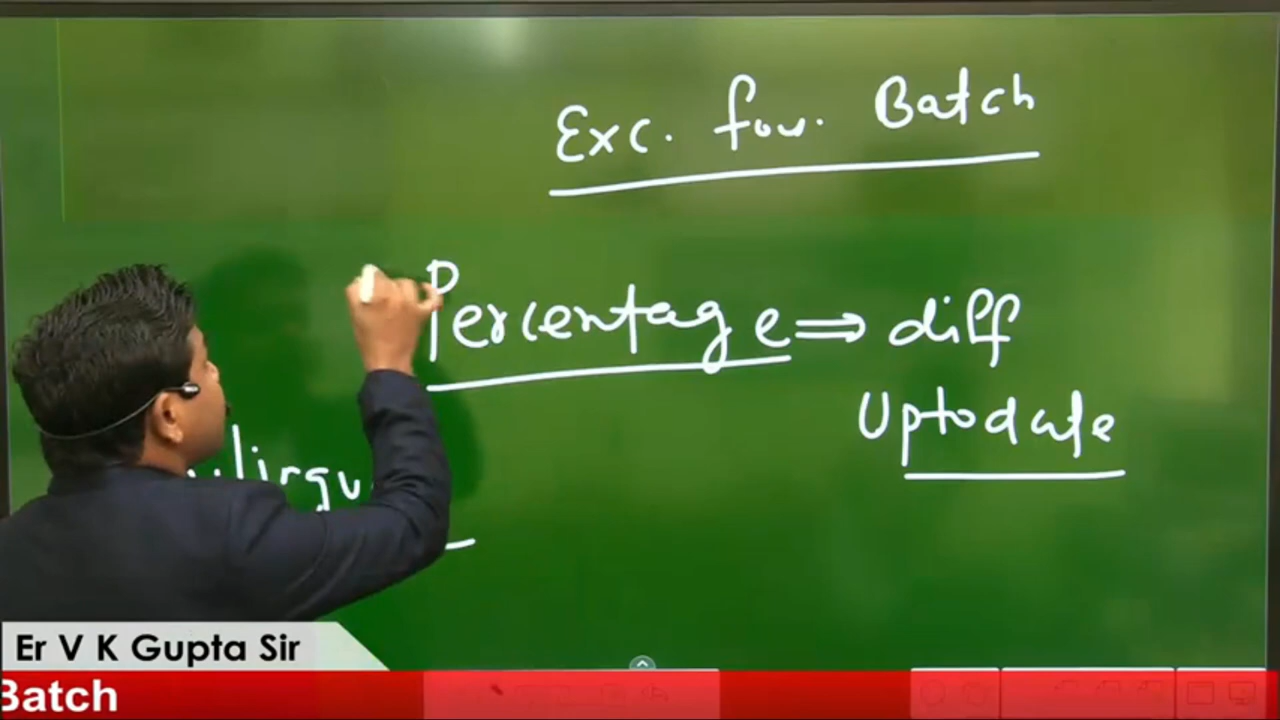 Exc. fou. Batch
Percentage ⇒ diff
Uptodate
Er V K Gupta Sir
Batch